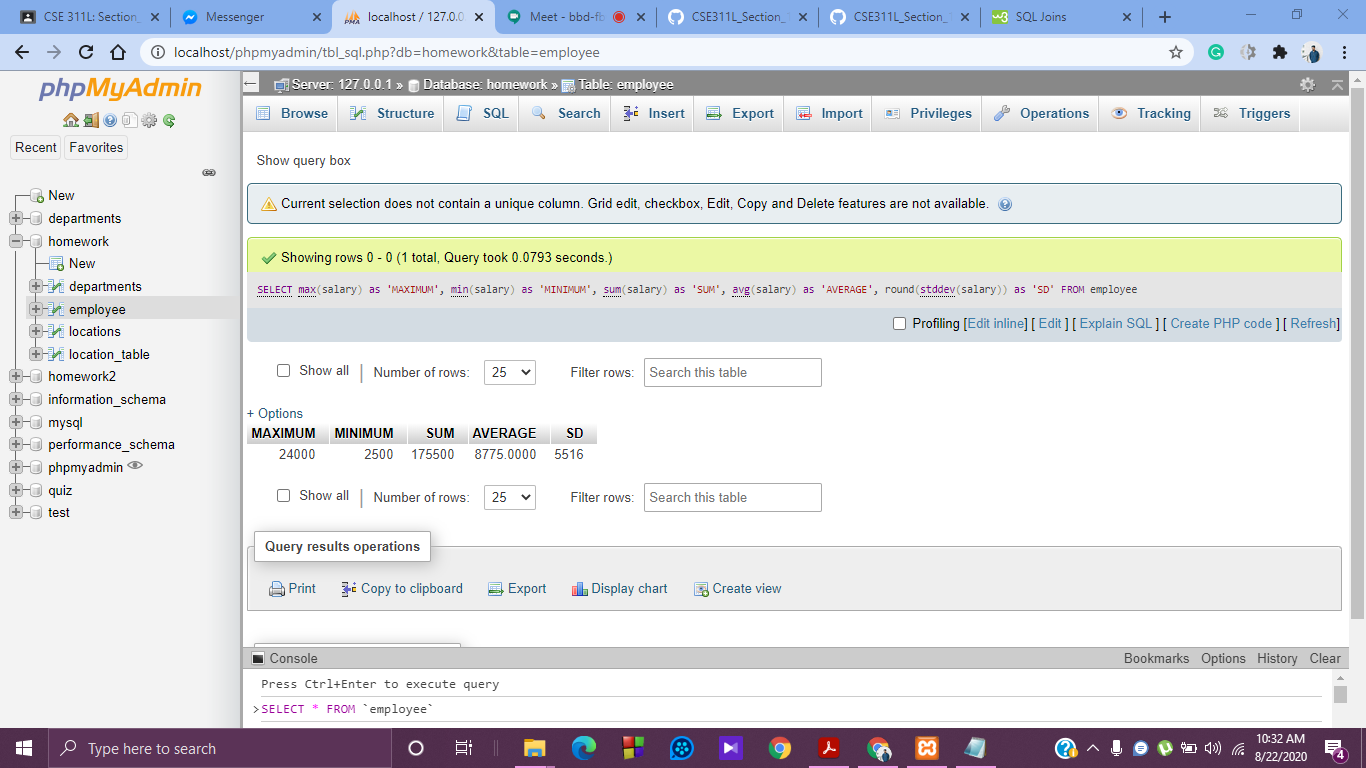 CSE 311L: Section_
Messenger
localhost / 127.0.0
Meet - bbd-fb
CSE311L_Section_
CSE311L_Section_
SQL Joins
localhost/phpmyadmin/tbl_sql.php?db=homework&table=employee
phpMyAdmin
Recent
Favorites
New
departments
homework
New
departments
employee
locations
location_table
homework2
information_schema
mysql
performance_schema
phpmyadmin
quiz
test
Server: 127.0.0.1 » Database: homework » Table: employee
Browse Structure SQL Search Insert Export Import Privileges Operations Tracking Triggers
Show query box
Current selection does not contain a unique column. Grid edit, checkbox, Edit, Copy and Delete features are not available.
Showing rows 0 - 0 (1 total, Query took 0.0793 seconds.)
SELECT max(salary) as 'MAXIMUM', min(salary) as 'MINIMUM', sum(salary) as 'SUM', avg(salary) as 'AVERAGE', round(stddev(salary)) as 'SD' FROM employee
Profiling [Edit inline] [ Edit ] [ Explain SQL ] [ Create PHP code ] [ Refresh]
Show all | Number of rows: 25 Filter rows: Search this table
+ Options
MAXIMUM MINIMUM SUM AVERAGE SD
24000 2500 175500 8775.0000 5516
Show all | Number of rows: 25 Filter rows: Search this table
Query results operations
Print Copy to clipboard Export Display chart Create view
Console Bookmarks Options History Clear
Press Ctrl+Enter to execute query
>SELECT * FROM `employee`
Type here to search
10:32 AM
8/22/2020
4